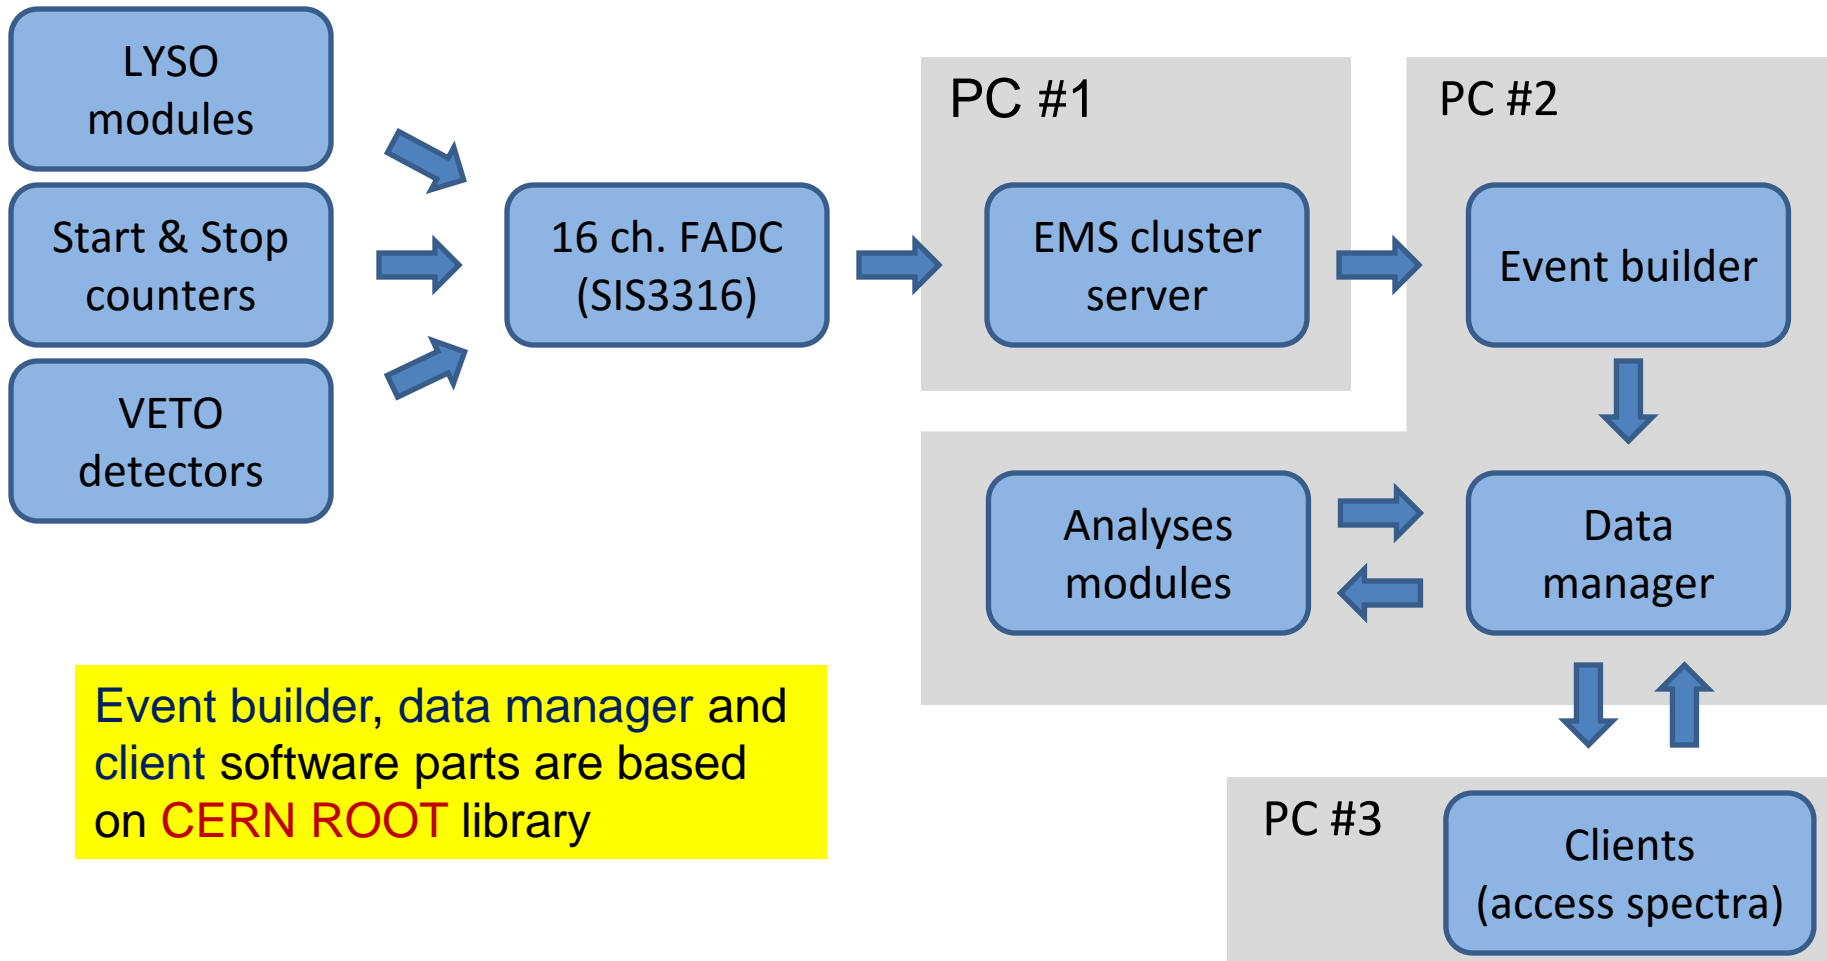 LYSO
modules
Start & Stop
counters
VETO
detectors
16 ch. FADC
(SIS3316)
PC #1
EMS cluster
server
PC #2
Event builder
Analyses
modules
Data
manager
PC #3
Clients
(access spectra)
Event builder, data manager and
client software parts are based
on CERN ROOT library